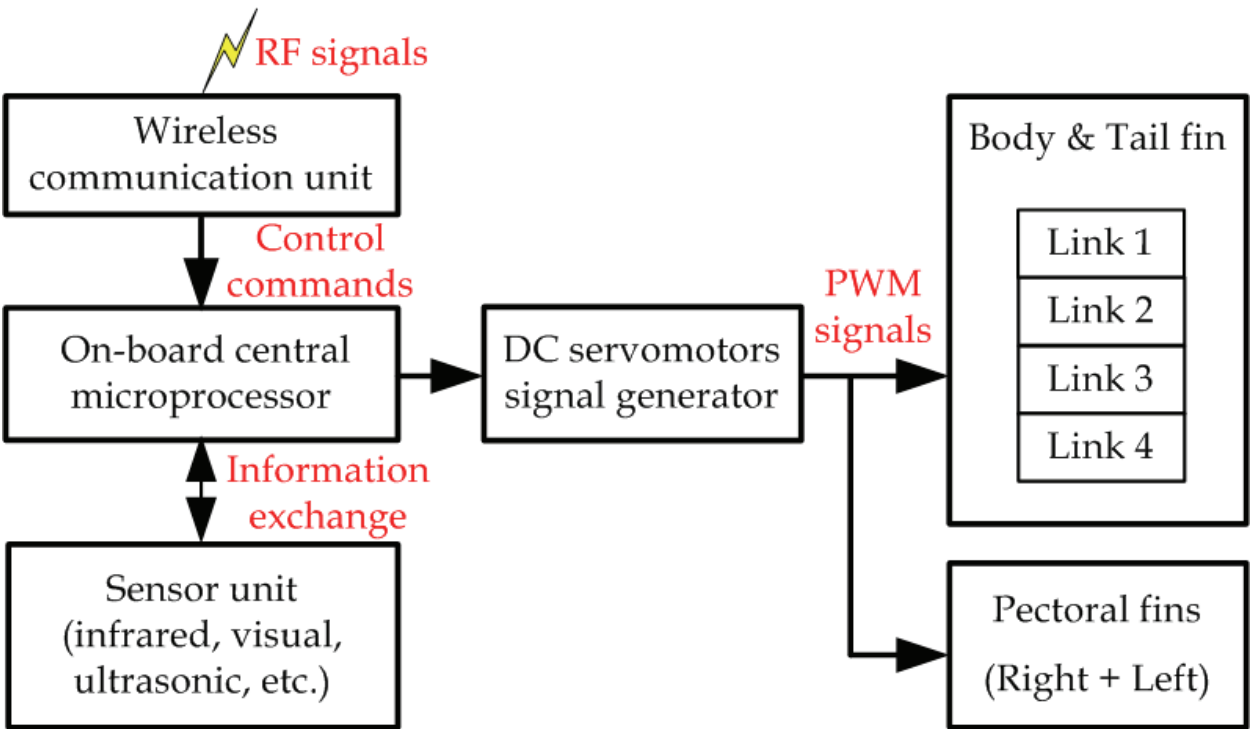 RF signals
Wireless
communication unit
Control
commands
On-board central
microprocessor
Information
exchange
Sensor unit
(infrared, visual,
ultrasonic, etc.)
DC servomotors
signal generator
PWM
signals
Body & Tail fin
Link 1
Link 2
Link 3
Link 4
Pectoral fins
(Right + Left)